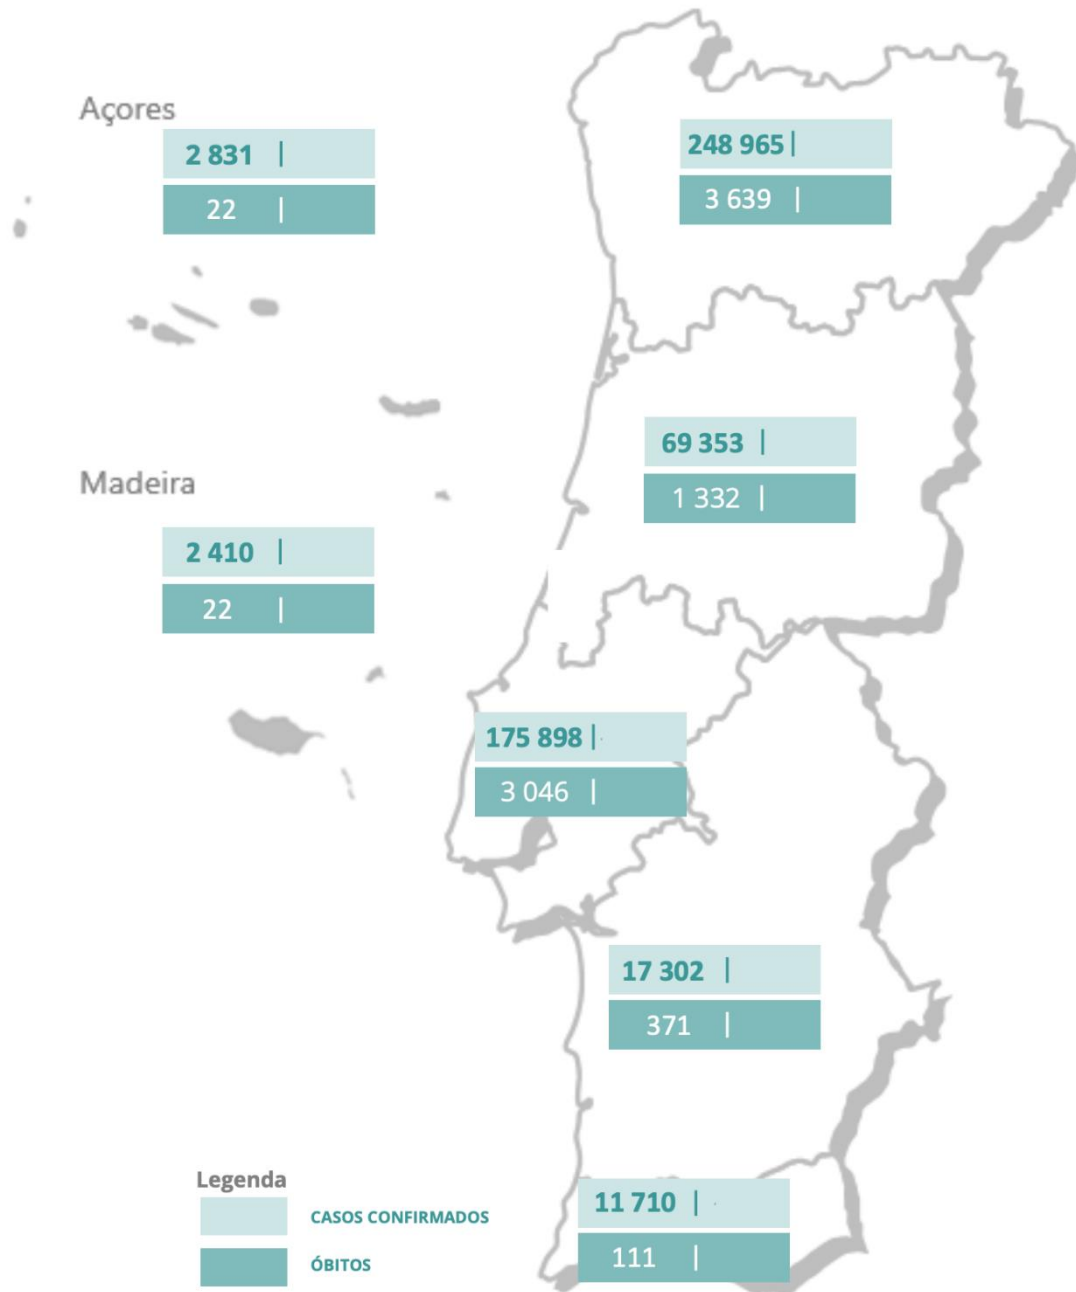 Açores
2 831 |
22 |
248 965 |
3 639 |
69 353 |
1 332 |
Madeira
2 410 |
22 |
175 898 |
3 046 |
17 302 |
371 |
11 710 |
111 |
Legenda
CASOS CONFIRMADOS
ÓBITOS